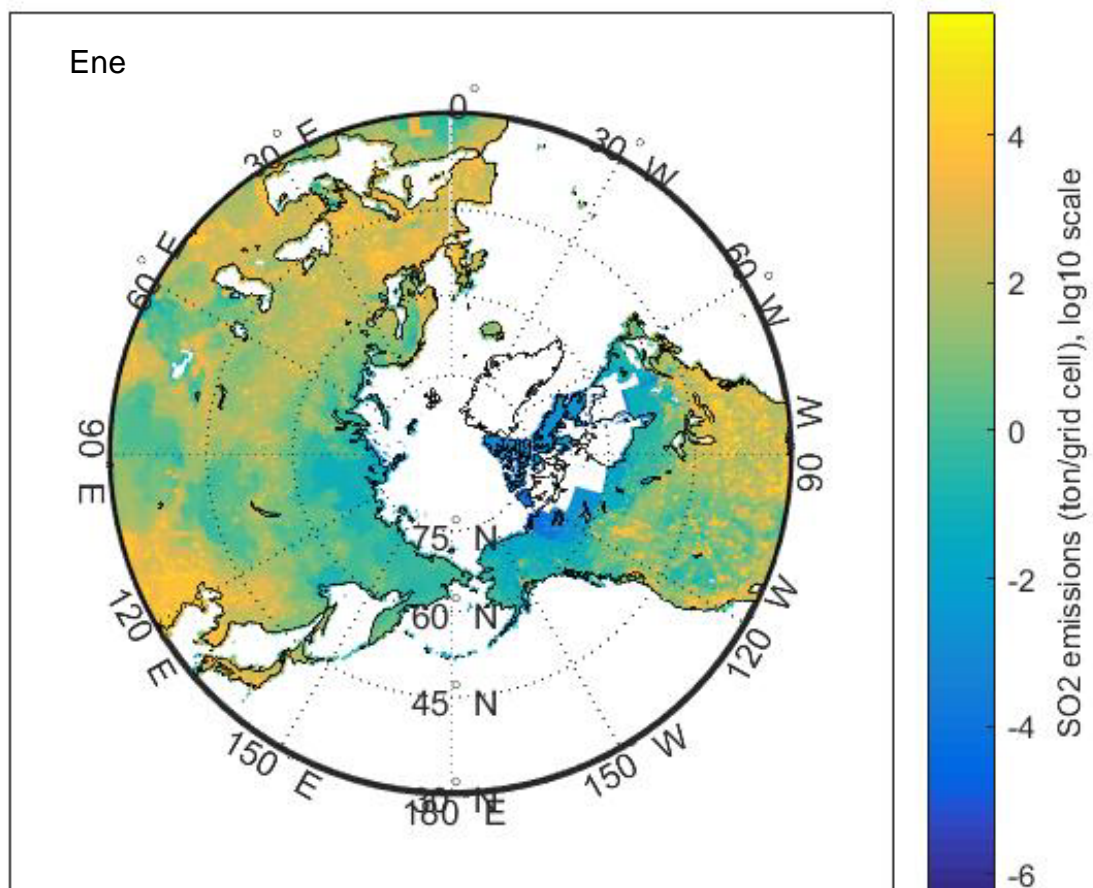 Ene
0°
30° W
60° W
90 W
120 W
150 W
180 E
150 E
120 E
90 E
60° E
30° E
75° N
60° N
45° N
30° N
4
2
0
-2
-4
-6
SO2 emissions (ton/grid cell), log10 scale